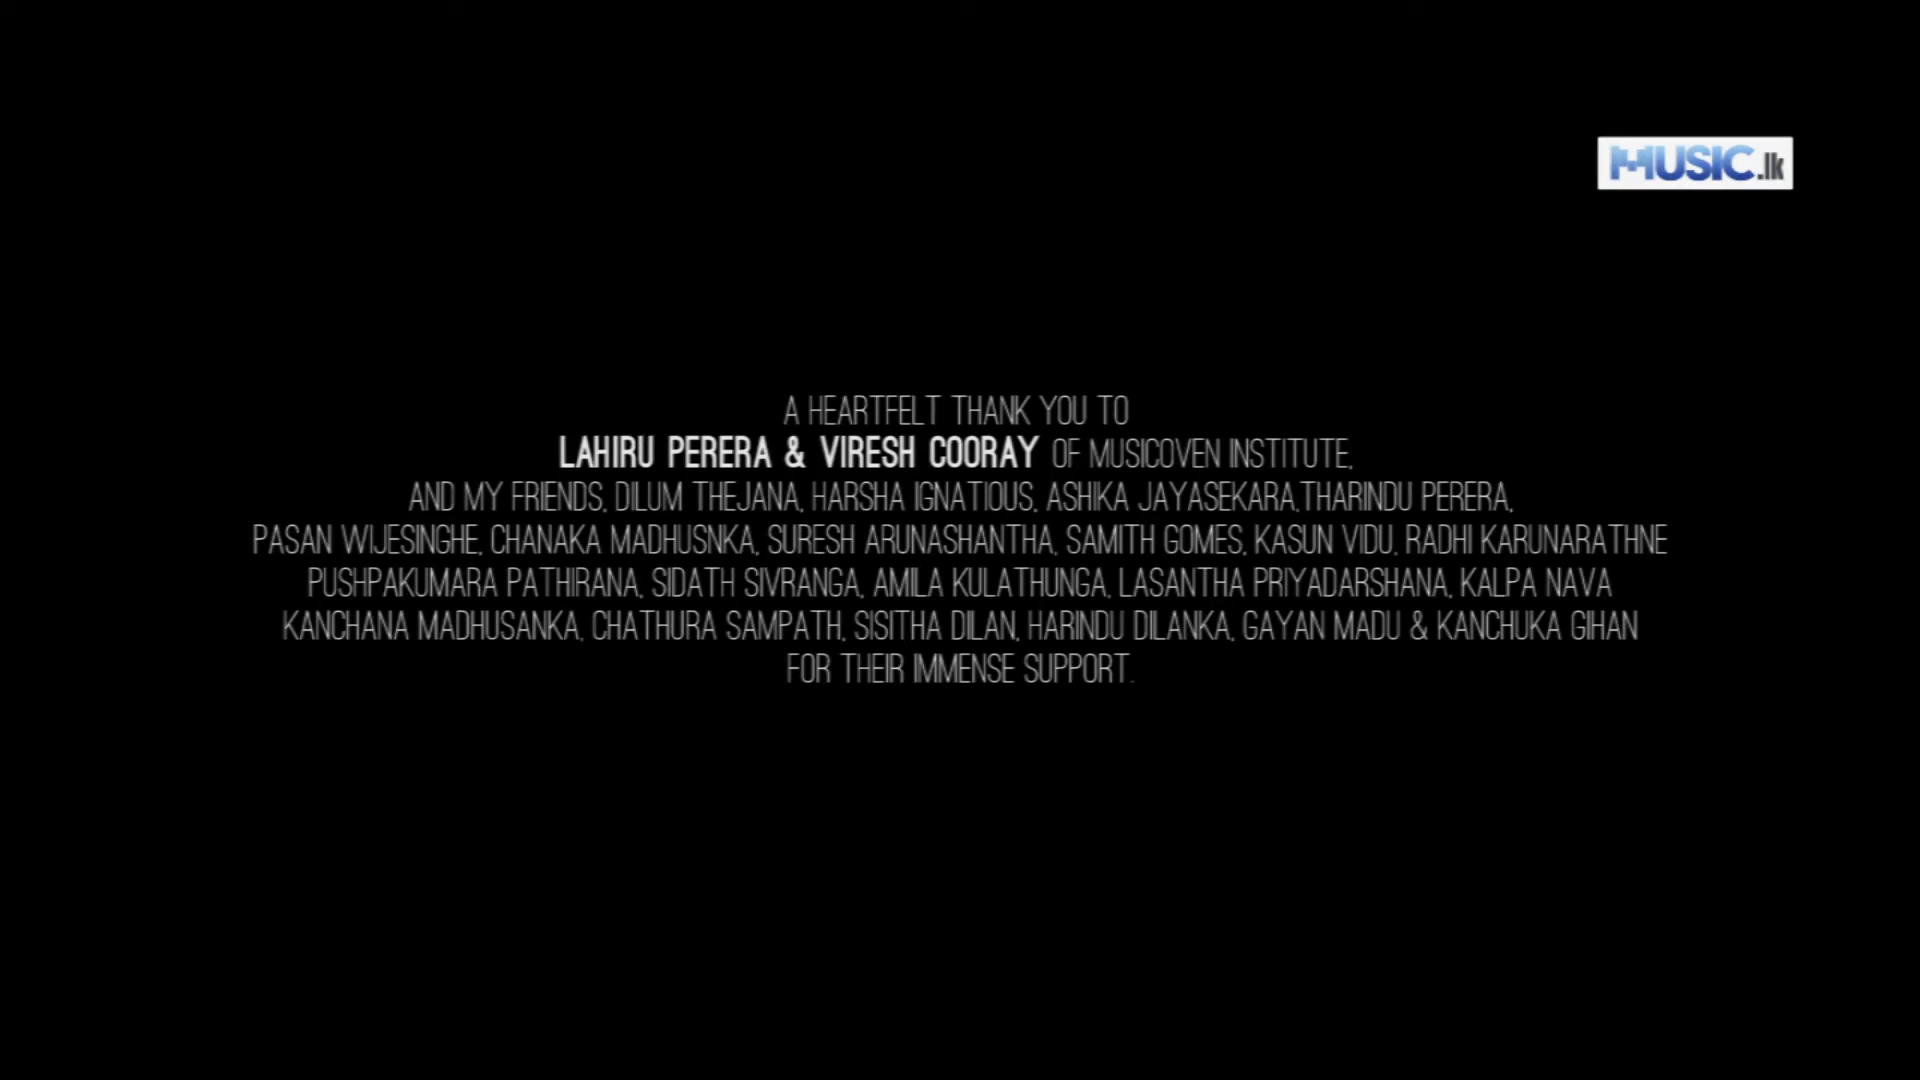 MUSIC.lk
A HEARTFELT THANK YOU TO
LAHIRU PERERA & VIRESH COORAY OF MUSICOVEN INSTITUTE,
AND MY FRIENDS, DILUM THEJANA, HARSHA IGNATIOUS, ASHIKA JAYASEKARA,THARINDU PERERA,
PASAN WIJESINGHE, CHANAKA MADHUSNKA, SURESH ARUNASHANTHA, SAMITH GOMES, KASUN VIDU, RADHI KARUNARATHNE
PUSHPAKUMARA PATHIRANA, SIDATH SIVRANGA, AMILA KULATHUNGA, LASANTHA PRIYADARSHANA, KALPA NAVA
KANCHANA MADHUSANKA, CHATHURA SAMPATH, SISITHA DILAN, HARINDU DILANKA, GAYAN MADU & KANCHUKA GIHAN
FOR THEIR IMMENSE SUPPORT.